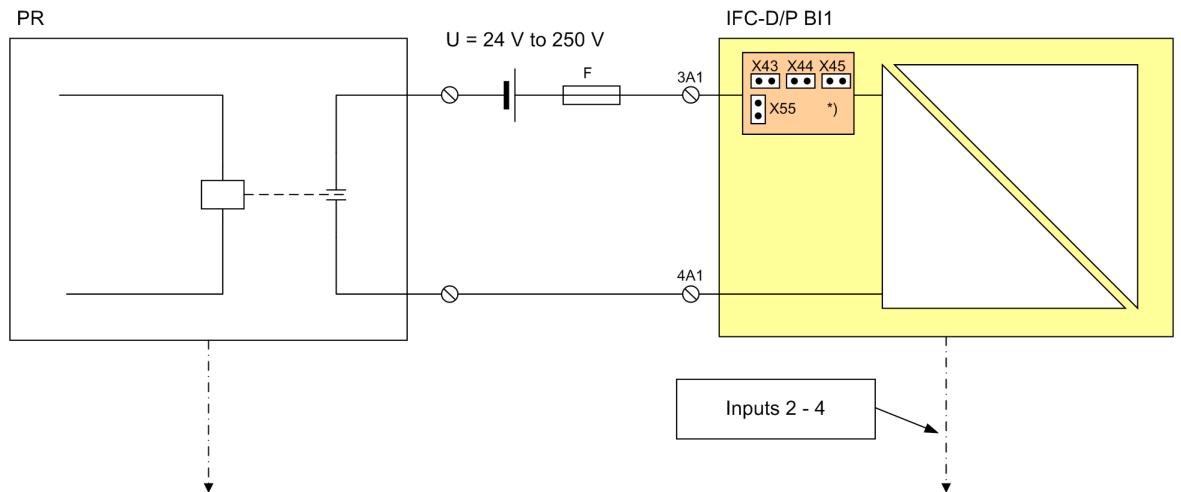 PR
IFC-D/P BI1
U = 24 V to 250 V
F
3A1
X43 X44 X45
X55 *)
4A1
Inputs 2 - 4